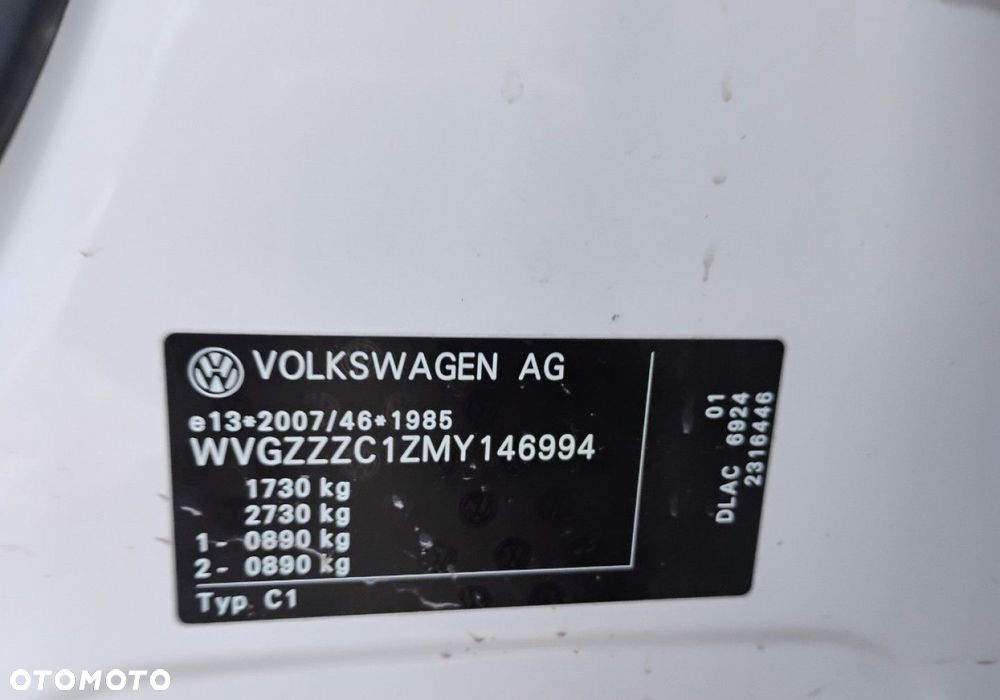 VOLKSWAGEN AG
e13*2007/46*1985
WVGZZZC1ZMY146994
1730 kg
2730 kg
1- 0890 kg
2- 0890 kg
Typ C1
01
DLAC 6924
2316446
OTOMOTO